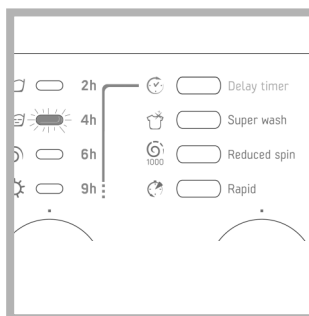 2h Delay timer
4h Super wash
6h 1000 Reduced spin
9h Rapid